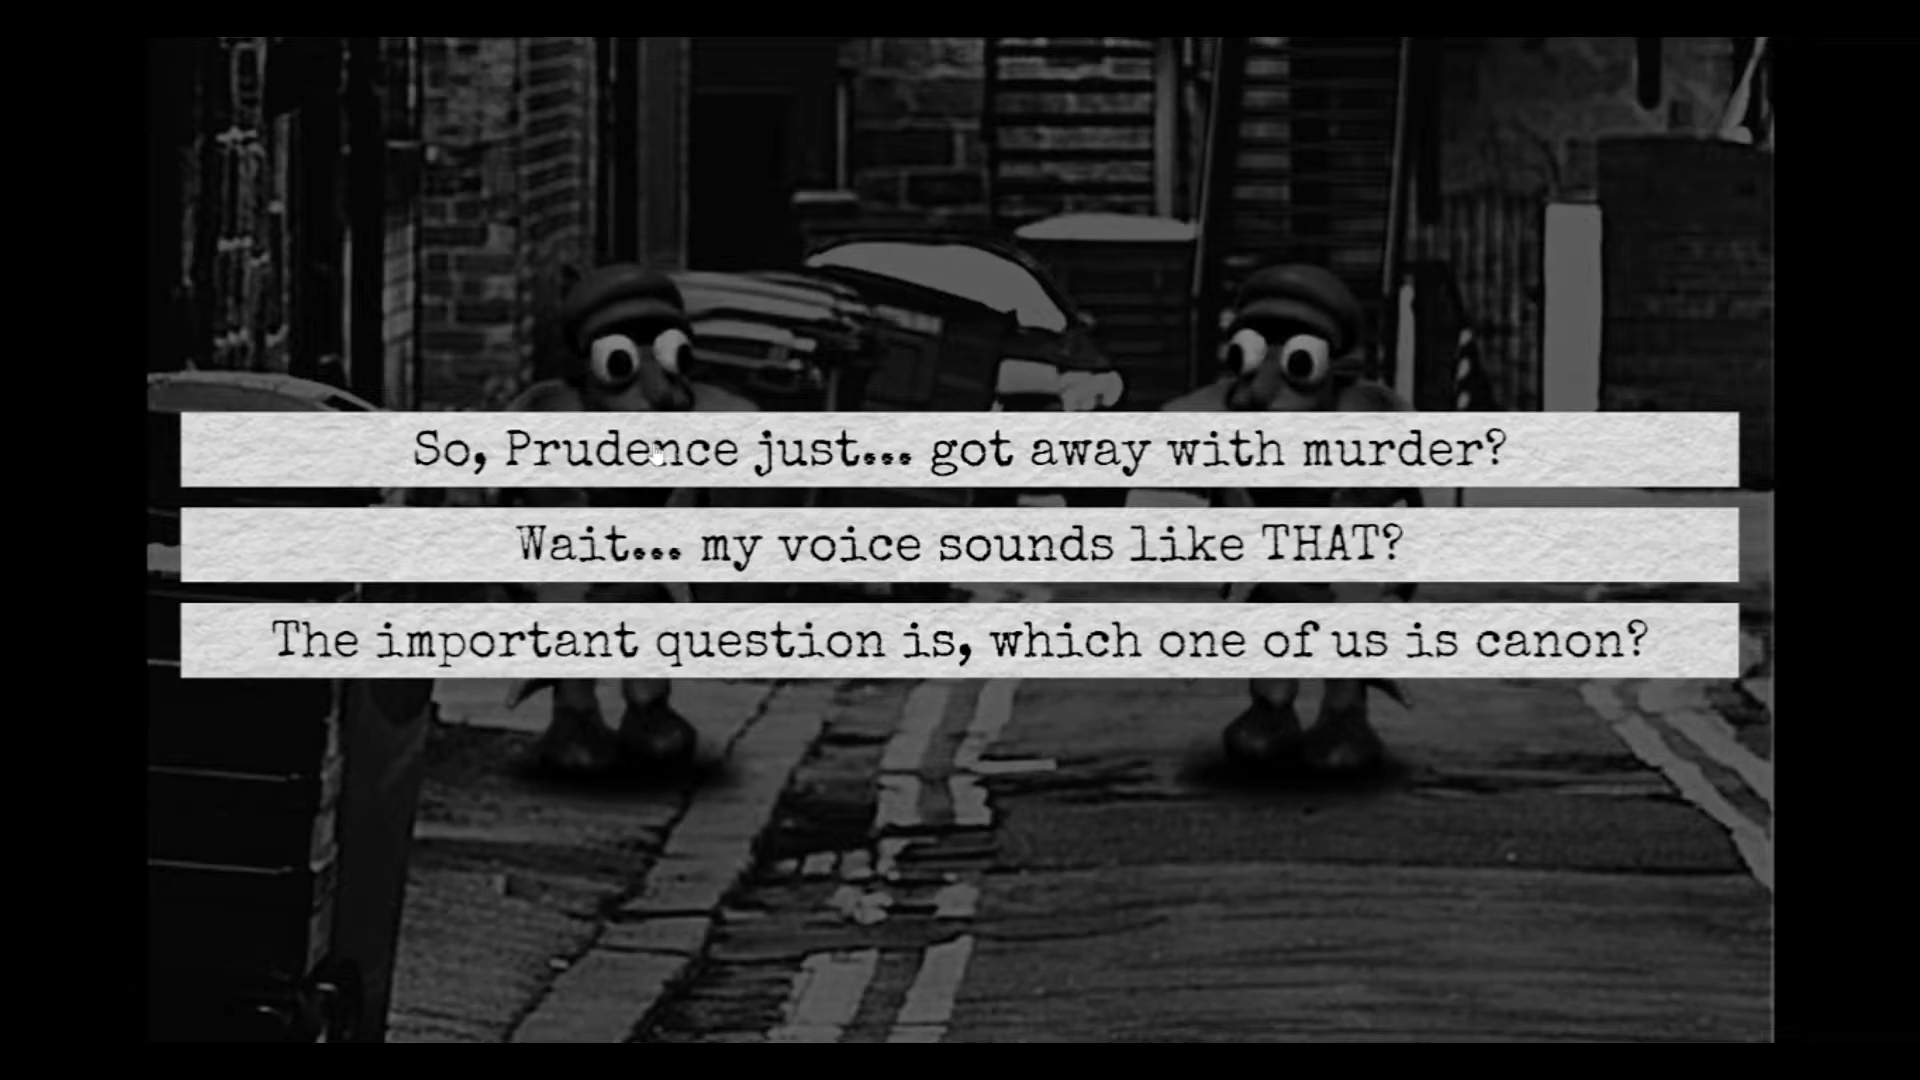 So, Prudence just... got away with murder?
Wait... my voice sounds like THAT?
The important question is, which one of us is canon?